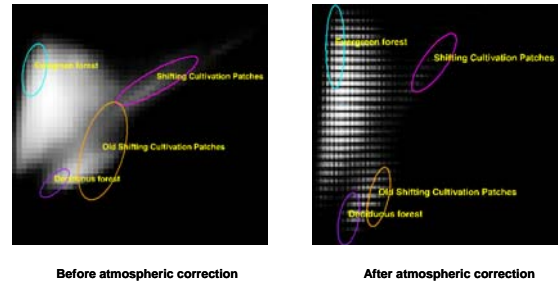 Evergreen forest
Shifting Cultivation Patches
Old Shifting Cultivation Patches
Deciduous forest
Before atmospheric correction
Evergreen forest
Shifting Cultivation Patches
Old Shifting Cultivation Patches
Deciduous forest
After atmospheric correction